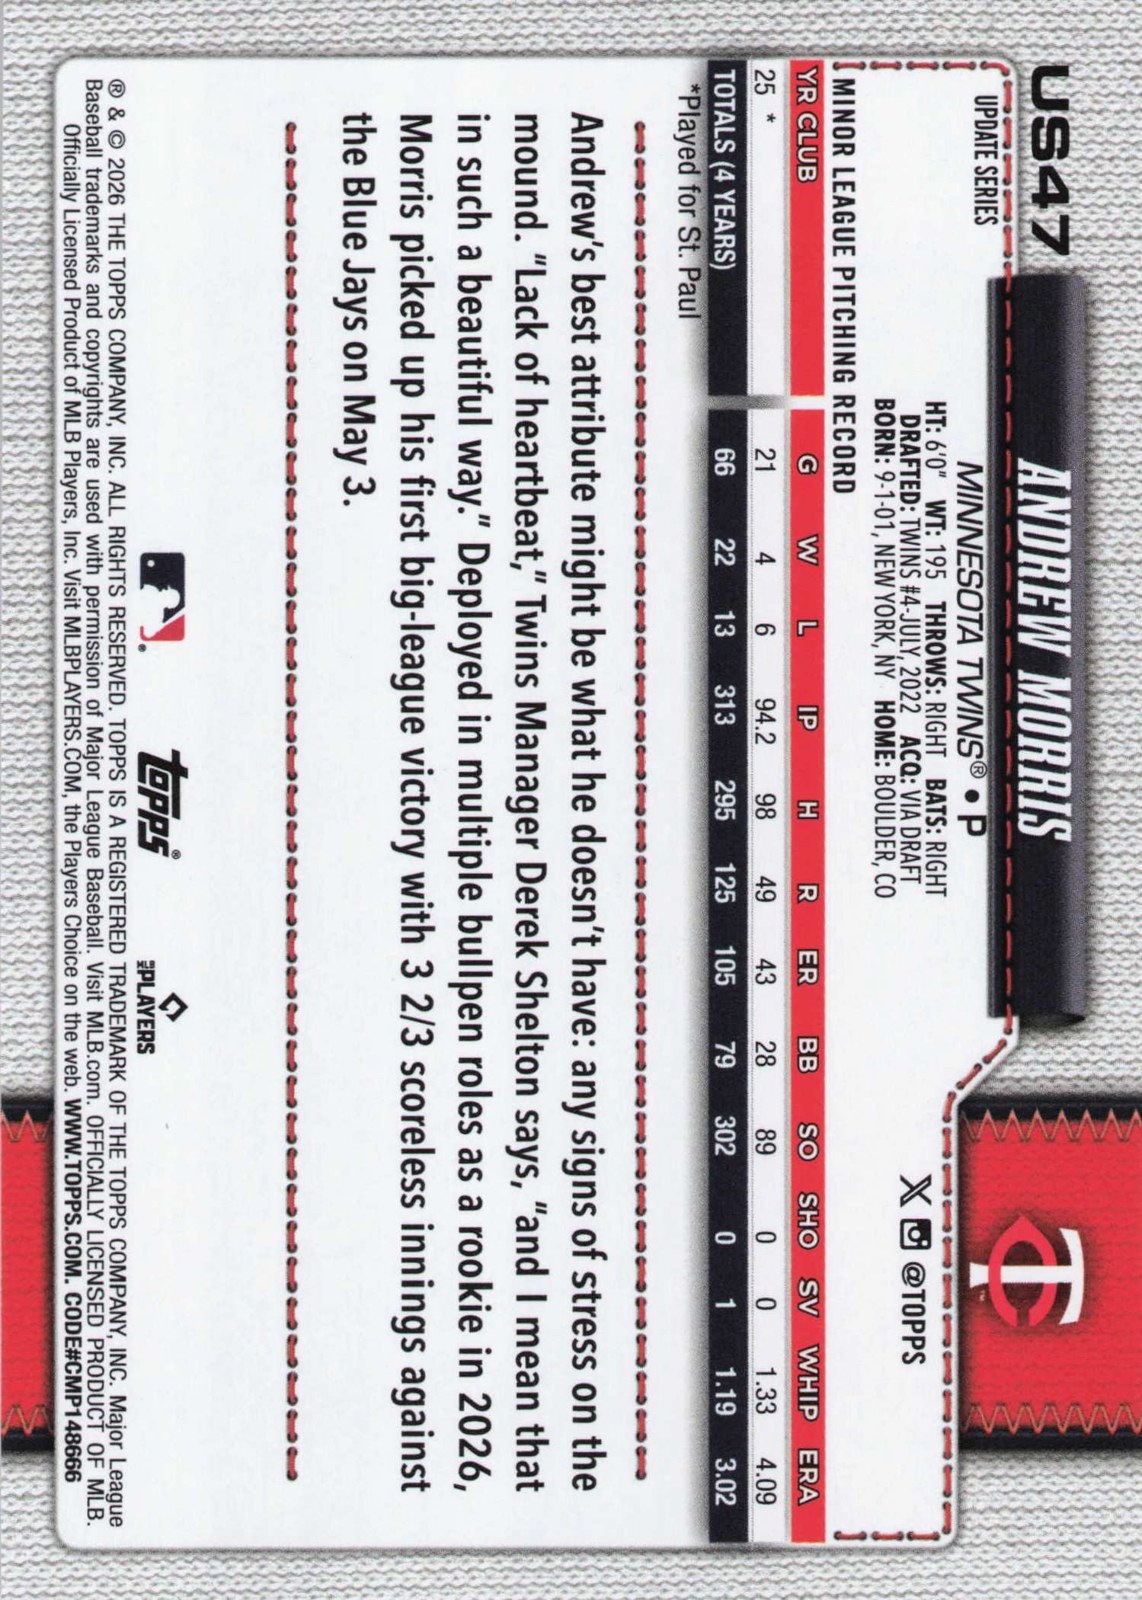 US47
UPDATE SERIES
ANDREW MORRIS
MINNESOTA TWINS® • P
HT: 6'0" WT: 195 THROWS: RIGHT BATS: RIGHT
DRAFTED: TWINS #4-JULY, 2022 ACQ: VIA DRAFT
BORN: 9-1-01, NEW YORK, NY HOME: BOULDER, CO
TC™
@TOPPS
MINOR LEAGUE PITCHING RECORD
YR CLUB G W L IP H R ER BB SO SHO SV WHIP ERA
25 * 21 4 6 94.2 98 49 43 28 89 0 0 1.33 4.09
TOTALS (4 YEARS) 66 22 13 313 295 125 105 79 302 0 1 1.19 3.02
*Played for St. Paul
Andrew's best attribute might be what he doesn't have: any signs of stress on the
mound. "Lack of heartbeat," Twins Manager Derek Shelton says, "and I mean that
in such a beautiful way." Deployed in multiple bullpen roles as a rookie in 2026,
Morris picked up his first big-league victory with 3 2/3 scoreless innings against
the Blue Jays on May 3.
topps®
MLB PLAYERS
® & © 2026 THE TOPPS COMPANY, INC. ALL RIGHTS RESERVED. TOPPS IS A REGISTERED TRADEMARK OF THE TOPPS COMPANY, INC. Major League
Baseball trademarks and copyrights are used with permission of Major League Baseball. Visit MLB.com. OFFICIALLY LICENSED PRODUCT OF MLB.
Officially Licensed Product of MLB Players, Inc. Visit MLBPLAYERS.COM, the Players Choice on the web. WWW.TOPPS.COM. CODE#CMP148666